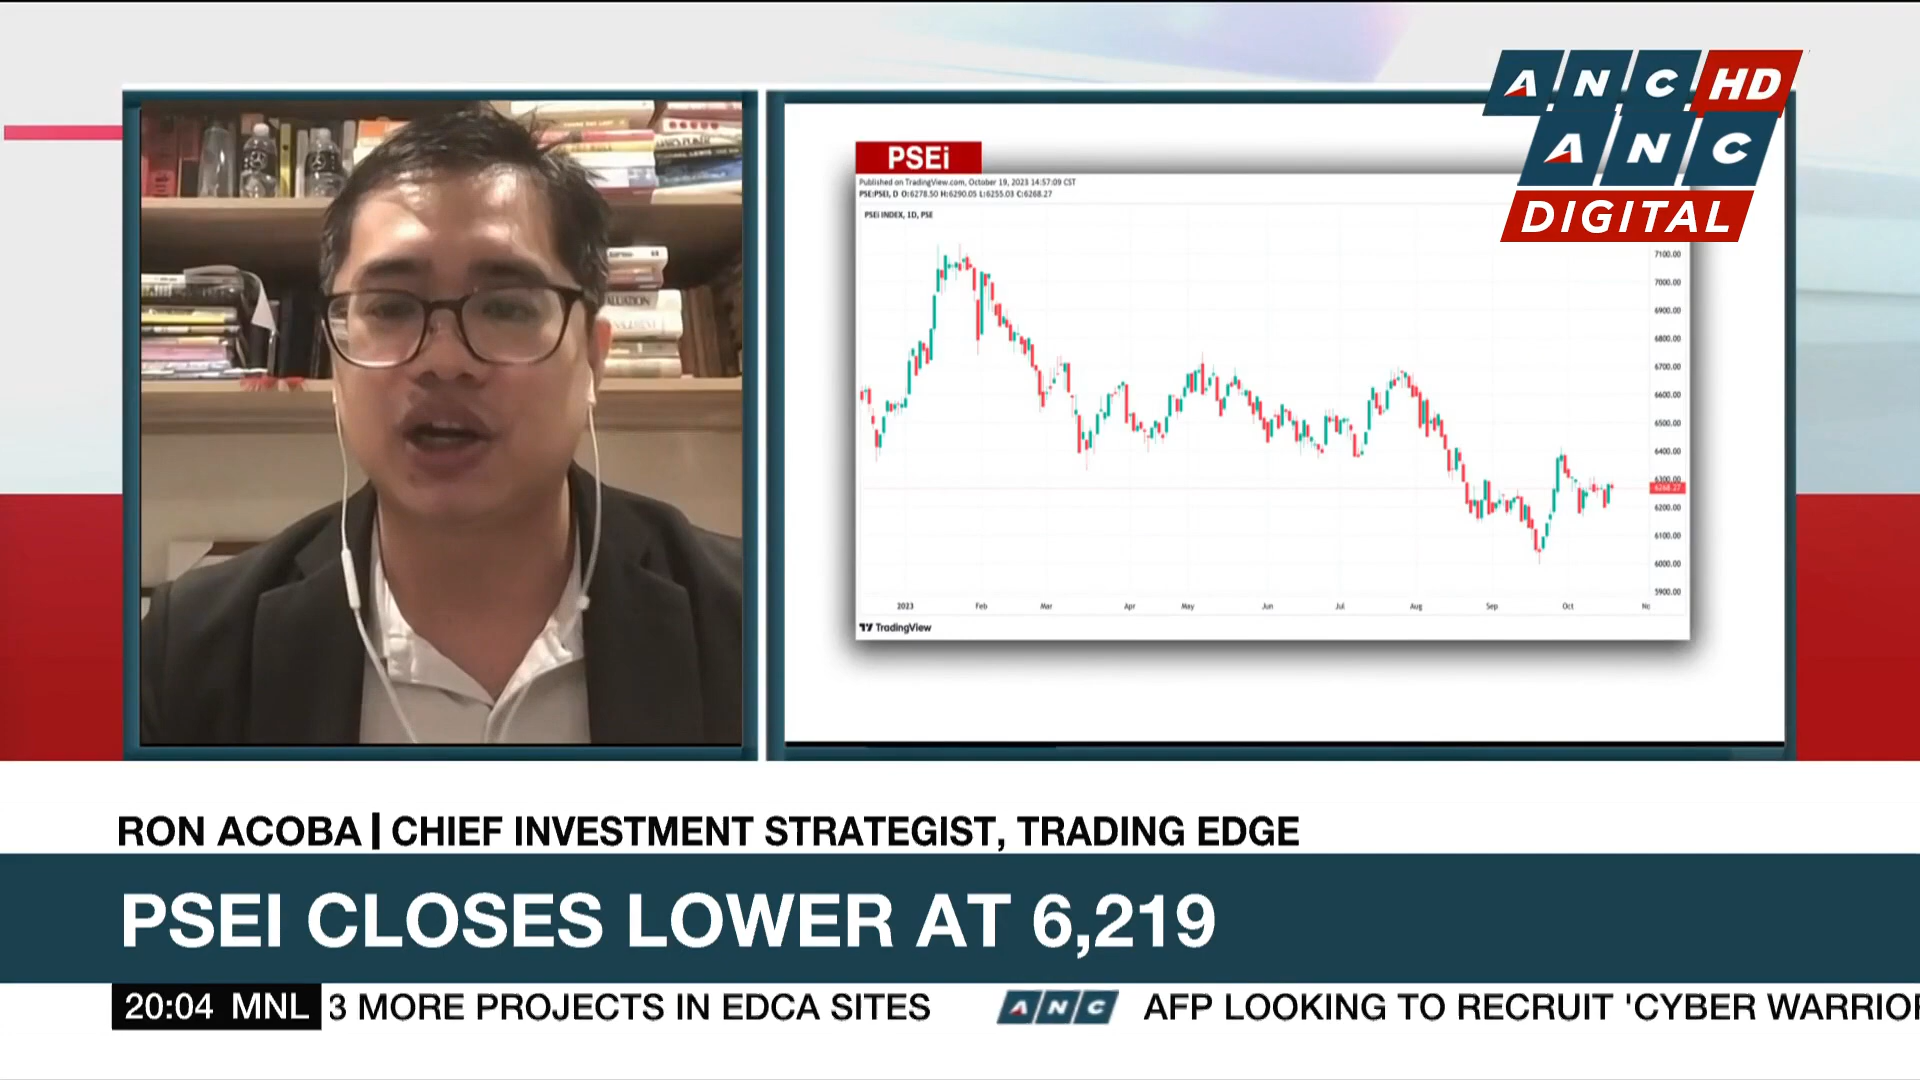 ANC HD
ANC
DIGITAL
PSEi
Published on TradingView.com, October 19, 2023 14:57:09 CST
PSE:PSEI, D O:6278.50 H:6290.05 L:6255.03 C:6268.27
PSEi INDEX, 1D, PSE
7100.00
7000.00
6900.00
6800.00
6700.00
6600.00
6500.00
6400.00
6300.00
6268.27
6200.00
6100.00
6000.00
5900.00
2023 Feb Mar Apr May Jun Jul Aug Sep Oct No
TradingView
RON ACOBA | CHIEF INVESTMENT STRATEGIST, TRADING EDGE
PSEI CLOSES LOWER AT 6,219
20:04 MNL 3 MORE PROJECTS IN EDCA SITES ANC AFP LOOKING TO RECRUIT 'CYBER WARRIOR